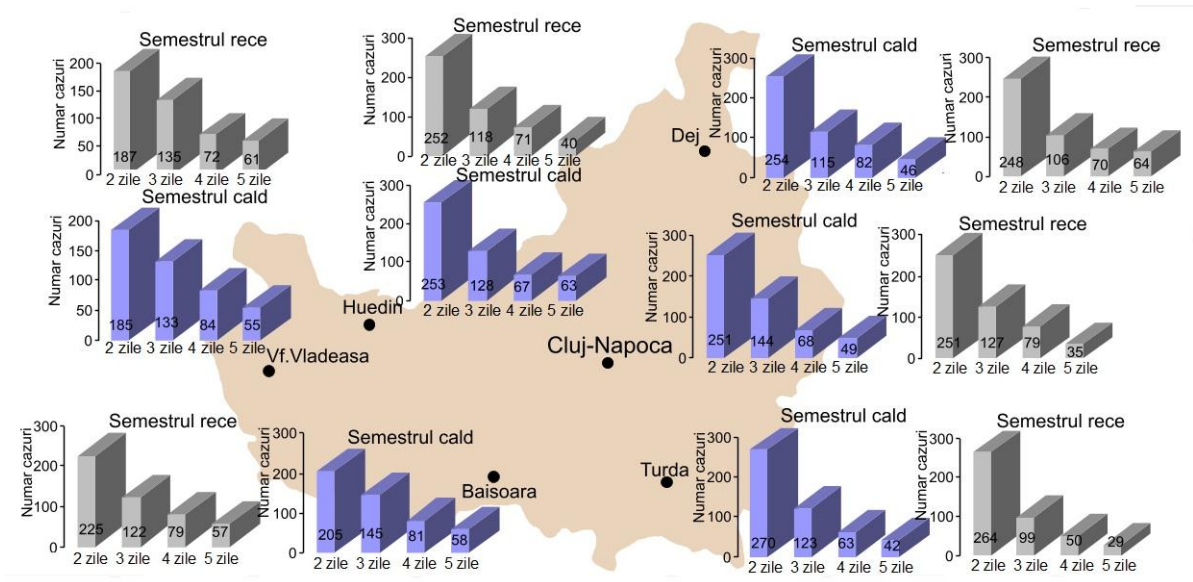 Semestrul rece
Numar cazuri
200
150
100
50
0
187 135 72 61
2 zile 3 zile 4 zile 5 zile
Semestrul rece
Numar cazuri
300
200
100
0
252 118 71 40
2 zile 3 zile 4 zile 5 zile
Semestrul cald
Numar cazuri
300
200
100
0
254 115 82 46
2 zile 3 zile 4 zile 5 zile
Semestrul rece
Numar cazuri
300
200
100
0
248 106 70 64
2 zile 3 zile 4 zile 5 zile
Dej
Semestrul cald
Numar cazuri
200
150
100
50
0
185 133 84 55
2 zile 3 zile 4 zile 5 zile
Semestrul cald
Numar cazuri
300
200
100
0
253 128 67 63
2 zile 3 zile 4 zile 5 zile
Semestrul cald
Numar cazuri
300
200
100
0
251 144 68 49
2 zile 3 zile 4 zile 5 zile
Semestrul rece
Numar cazuri
300
200
100
0
251 127 79 35
2 zile 3 zile 4 zile 5 zile
Huedin
Vf.Vladeasa
Cluj-Napoca
Semestrul rece
Numar cazuri
300
200
100
0
225 122 79 57
2 zile 3 zile 4 zile 5 zile
Semestrul cald
Numar cazuri
300
200
100
0
205 145 81 58
2 zile 3 zile 4 zile 5 zile
Baisoara
Turda
Semestrul cald
Numar cazuri
300
200
100
0
270 123 63 42
2 zile 3 zile 4 zile 5 zile
Semestrul rece
Numar cazuri
300
200
100
0
264 99 50 29
2 zile 3 zile 4 zile 5 zile